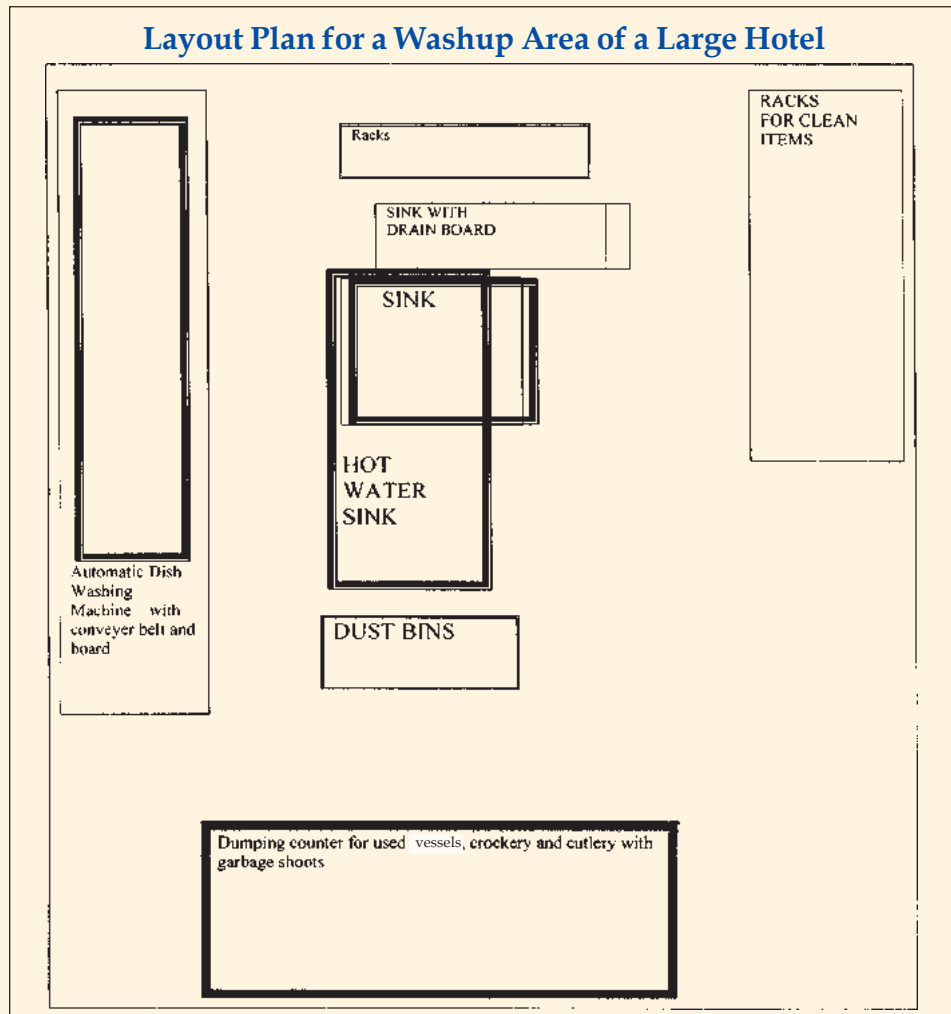 Layout Plan for a Washup Area of a Large Hotel
RACKS
FOR CLEAN
ITEMS
Racks
SINK WITH
DRAIN BOARD
SINK
HOT
WATER
SINK
Automatic Dish
Washing
Machine with
conveyer belt and
board
DUST BINS
Dumping counter for used vessels, crockery and cutlery with
garbage shoots